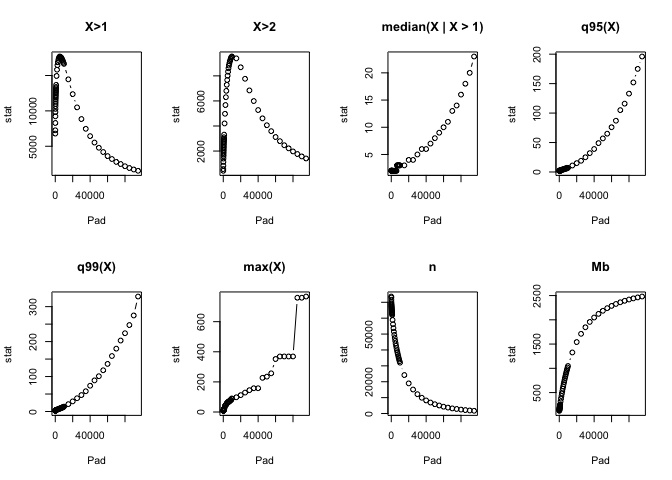 X>1
X>2
median(X | X > 1)
q95(X)
stat
5000
10000
0
40000
Pad
stat
2000
6000
0
40000
Pad
stat
5
10
15
20
0
40000
Pad
stat
0
50
100
150
200
0
40000
Pad
q99(X)
max(X)
n
Mb
stat
0
100
200
300
0
40000
Pad
stat
0
200
400
600
0
40000
Pad
stat
0
20000
50000
0
40000
Pad
stat
500
1500
2500
0
40000
Pad